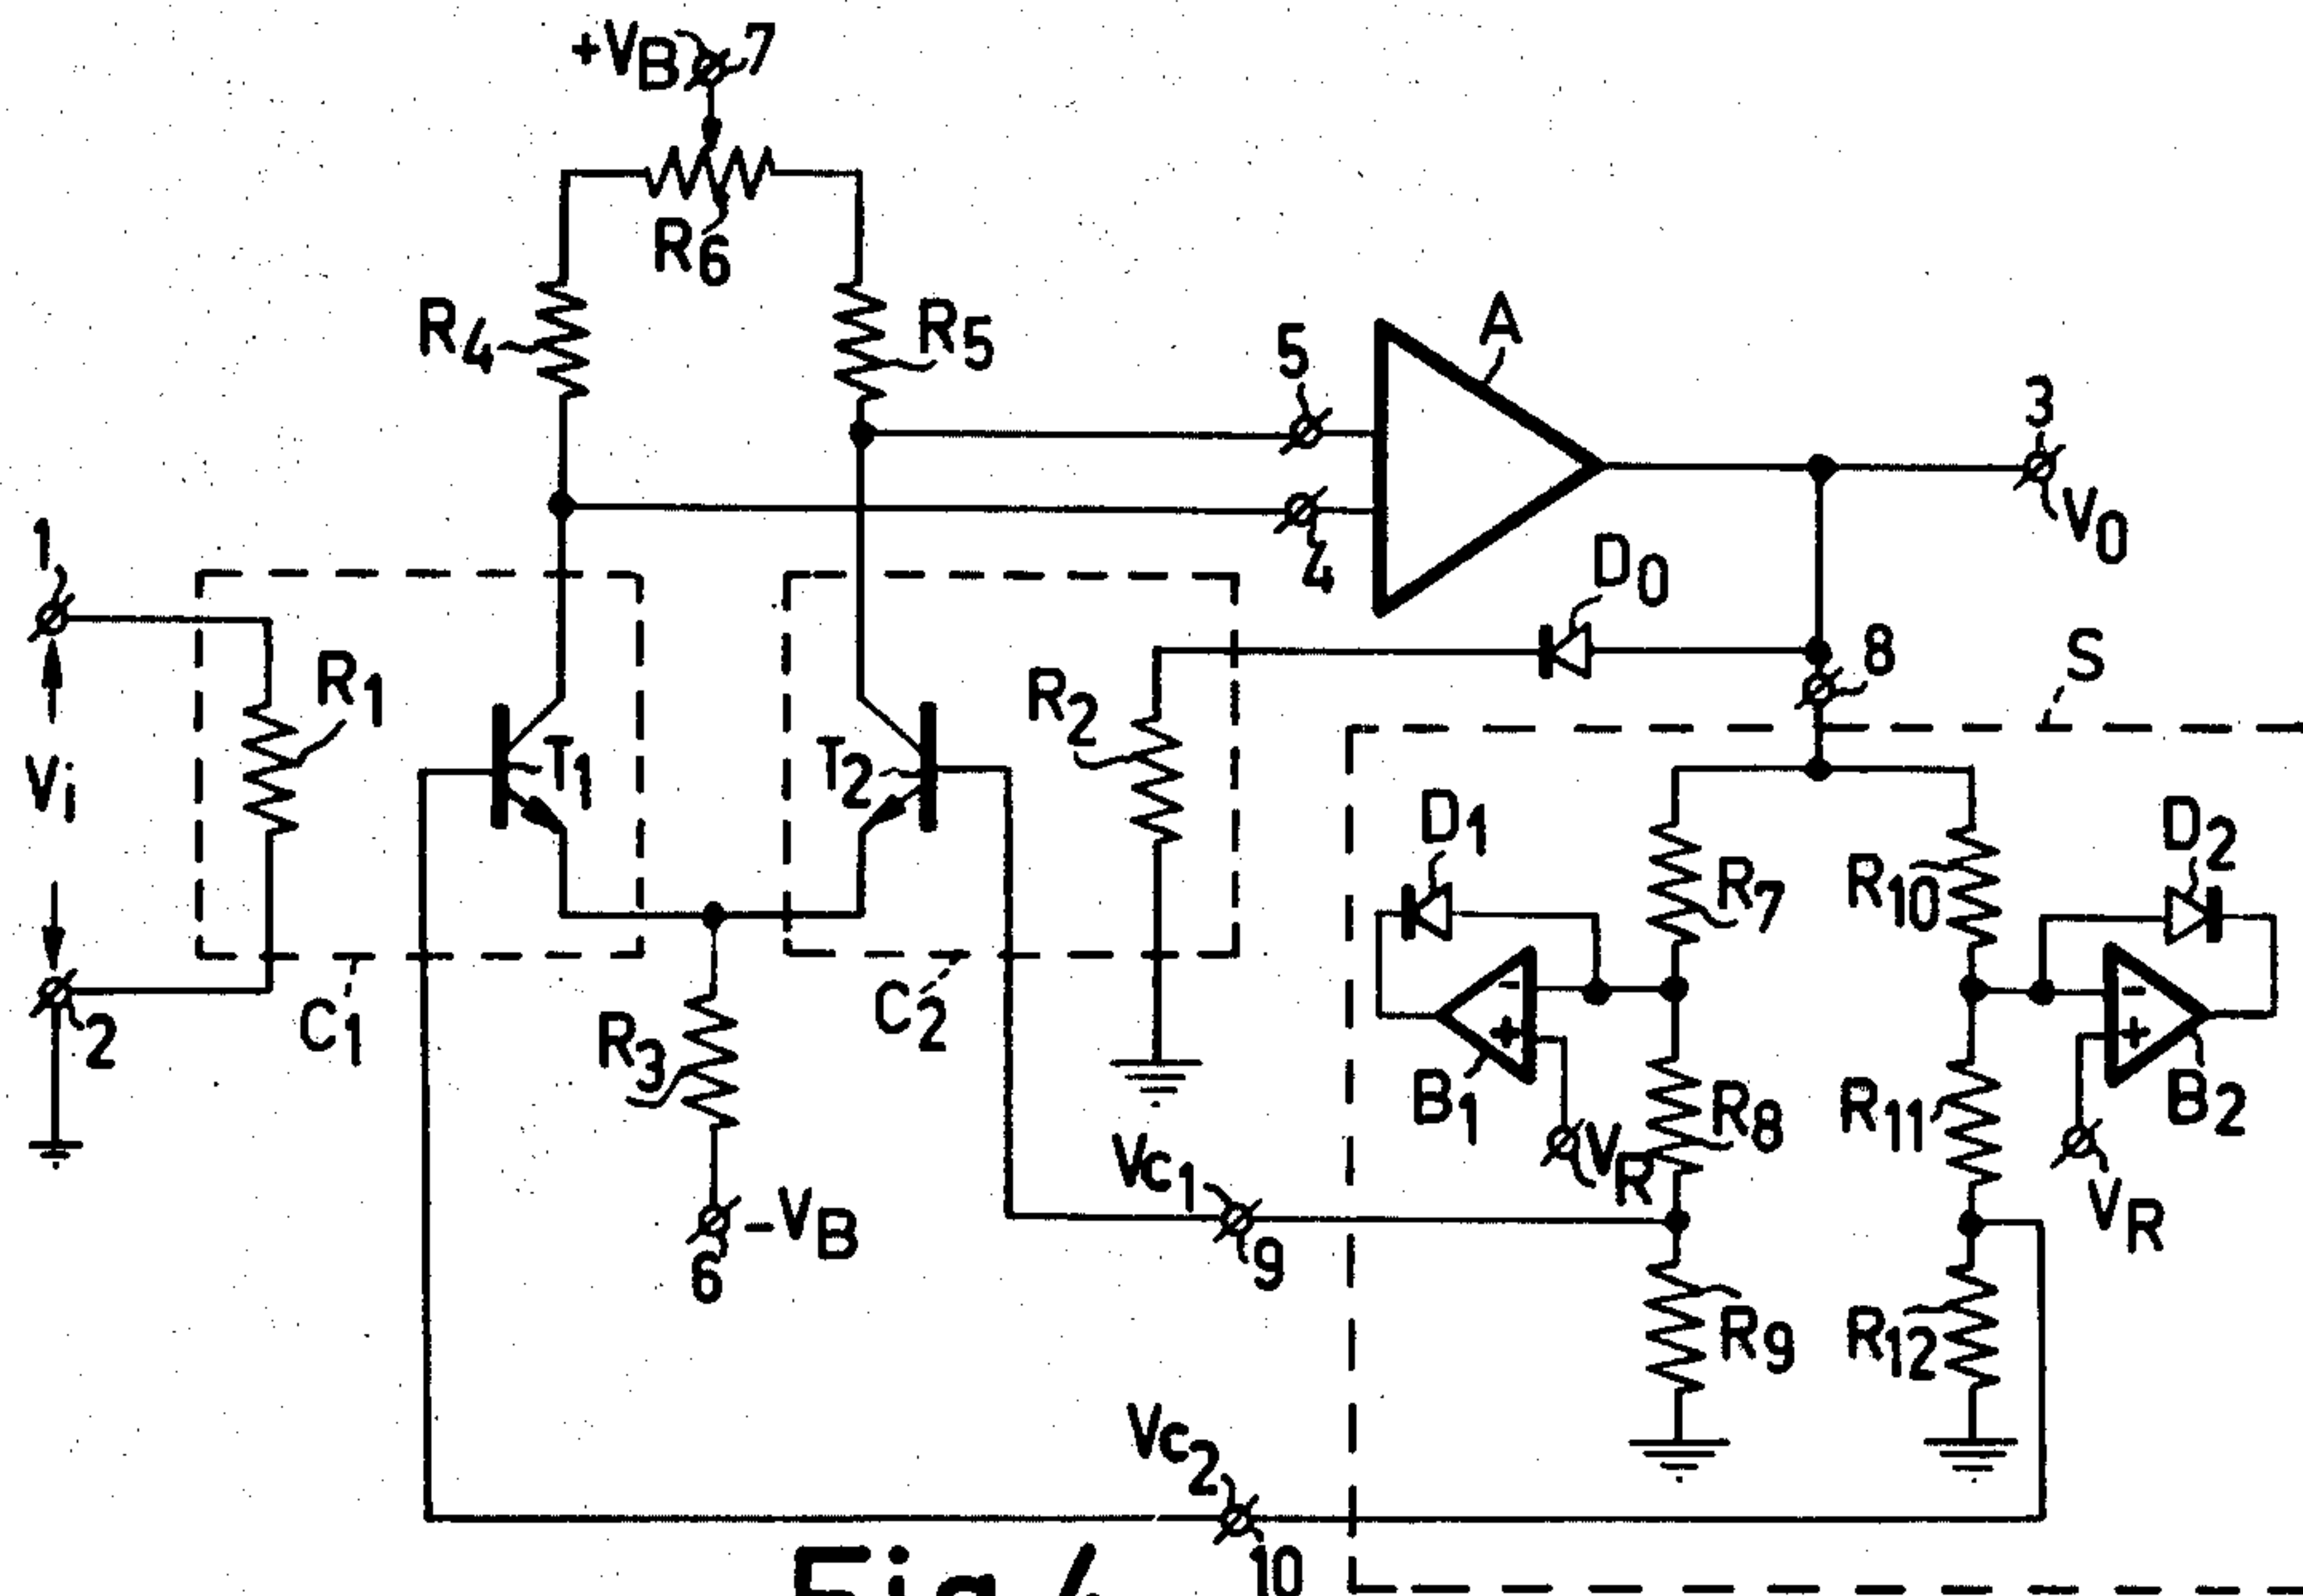 +VB 7
R6
R4
R5
5
A
3
V0
4
1
D0
8
S
R1
R2
Vi
T1
T2
D1
D2
R7
R10
2
C1
C2
R3
B1
VR
R8
R11
B2
VR
Vc1
9
-VB
6
R9
R12
Vc2
10
-
+
-
+
Fig. 4